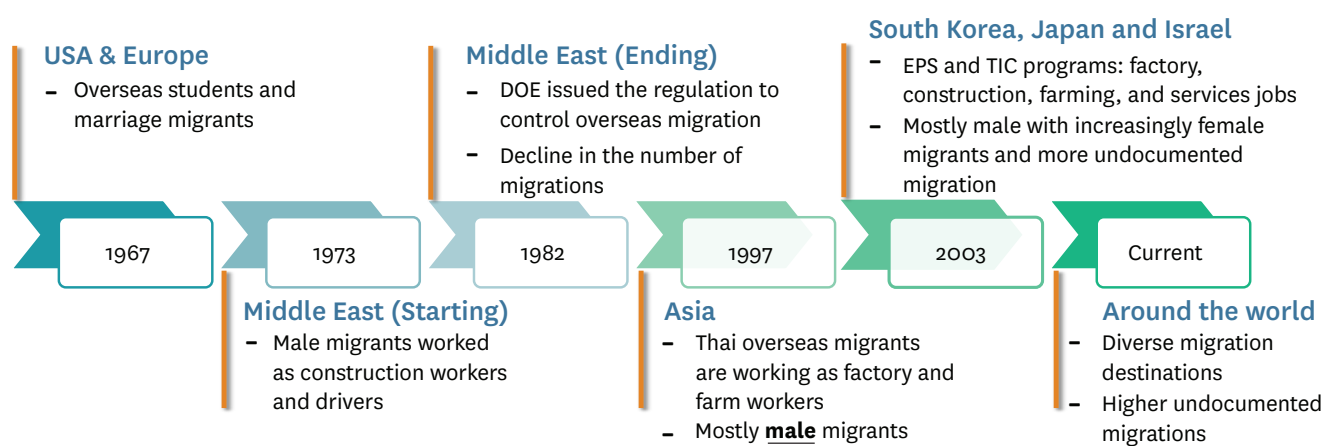 USA & Europe
– Overseas students and
marriage migrants
1967
Middle East (Starting)
– Male migrants worked
as construction workers
and drivers
1973
Middle East (Ending)
– DOE issued the regulation to
control overseas migration
– Decline in the number of
migrations
1982
Asia
– Thai overseas migrants
are working as factory and
farm workers
– Mostly male migrants
1997
South Korea, Japan and Israel
– EPS and TIC programs: factory,
construction, farming, and services jobs
– Mostly male with increasingly female
migrants and more undocumented
migration
2003
Current
Around the world
– Diverse migration
destinations
– Higher undocumented
migrations